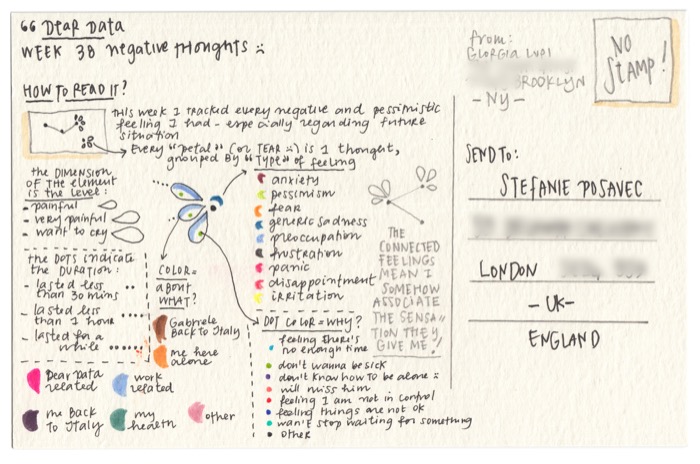 66 DEAR DATA
WEEK 38 negative thoughts :(
HOW TO READ IT?
THIS WEEK I TRACKED EVERY NEGATIVE AND PESSIMISTIC
FEELING I HAD - ESPECIALLY REGARDING FUTURE
SITUATION
EVERY "PETAL" (OR TEAR :() IS 1 THOUGHT,
GROUPED BY "TYPE" OF FEELING
the DIMENSION
OF THE ELEMENT
IS THE LEVEL:
- painful
- very painful
- want to cry
anxiety
pessimism
fear
generic sadness
preoccupation
frustration
panic
disappointment
irritation
THE
CONNECTED
FEELINGS
MEAN I
SOMEHOW
ASSOCIATE
THE SENSA-
TION THEY
GIVE ME!
the DOTS indicate
the DURATION:
- lasted less
than 30 mins
- lasted less
than 1 hour
- lasted for a
while
COLOR=
ABOUT
WHAT?
Gabriele
BACK TO ITALY
me here
alone
Dear Data
related
work
related
me Back
To Italy
my
health
other
DOT COLOR=WHY?
feeling there's
no enough time
don't wanna be sick
don't know how to be alone :(
will miss him
feeling I am not in control
feeling things are not ok
wan't stop waiting for something
other
from:
GIORGIA LUPI
BROOKLYN
- NY -
NO
STAMP!
SEND TO:
STEFANIE POSAVEC
LONDON
- UK -
ENGLAND